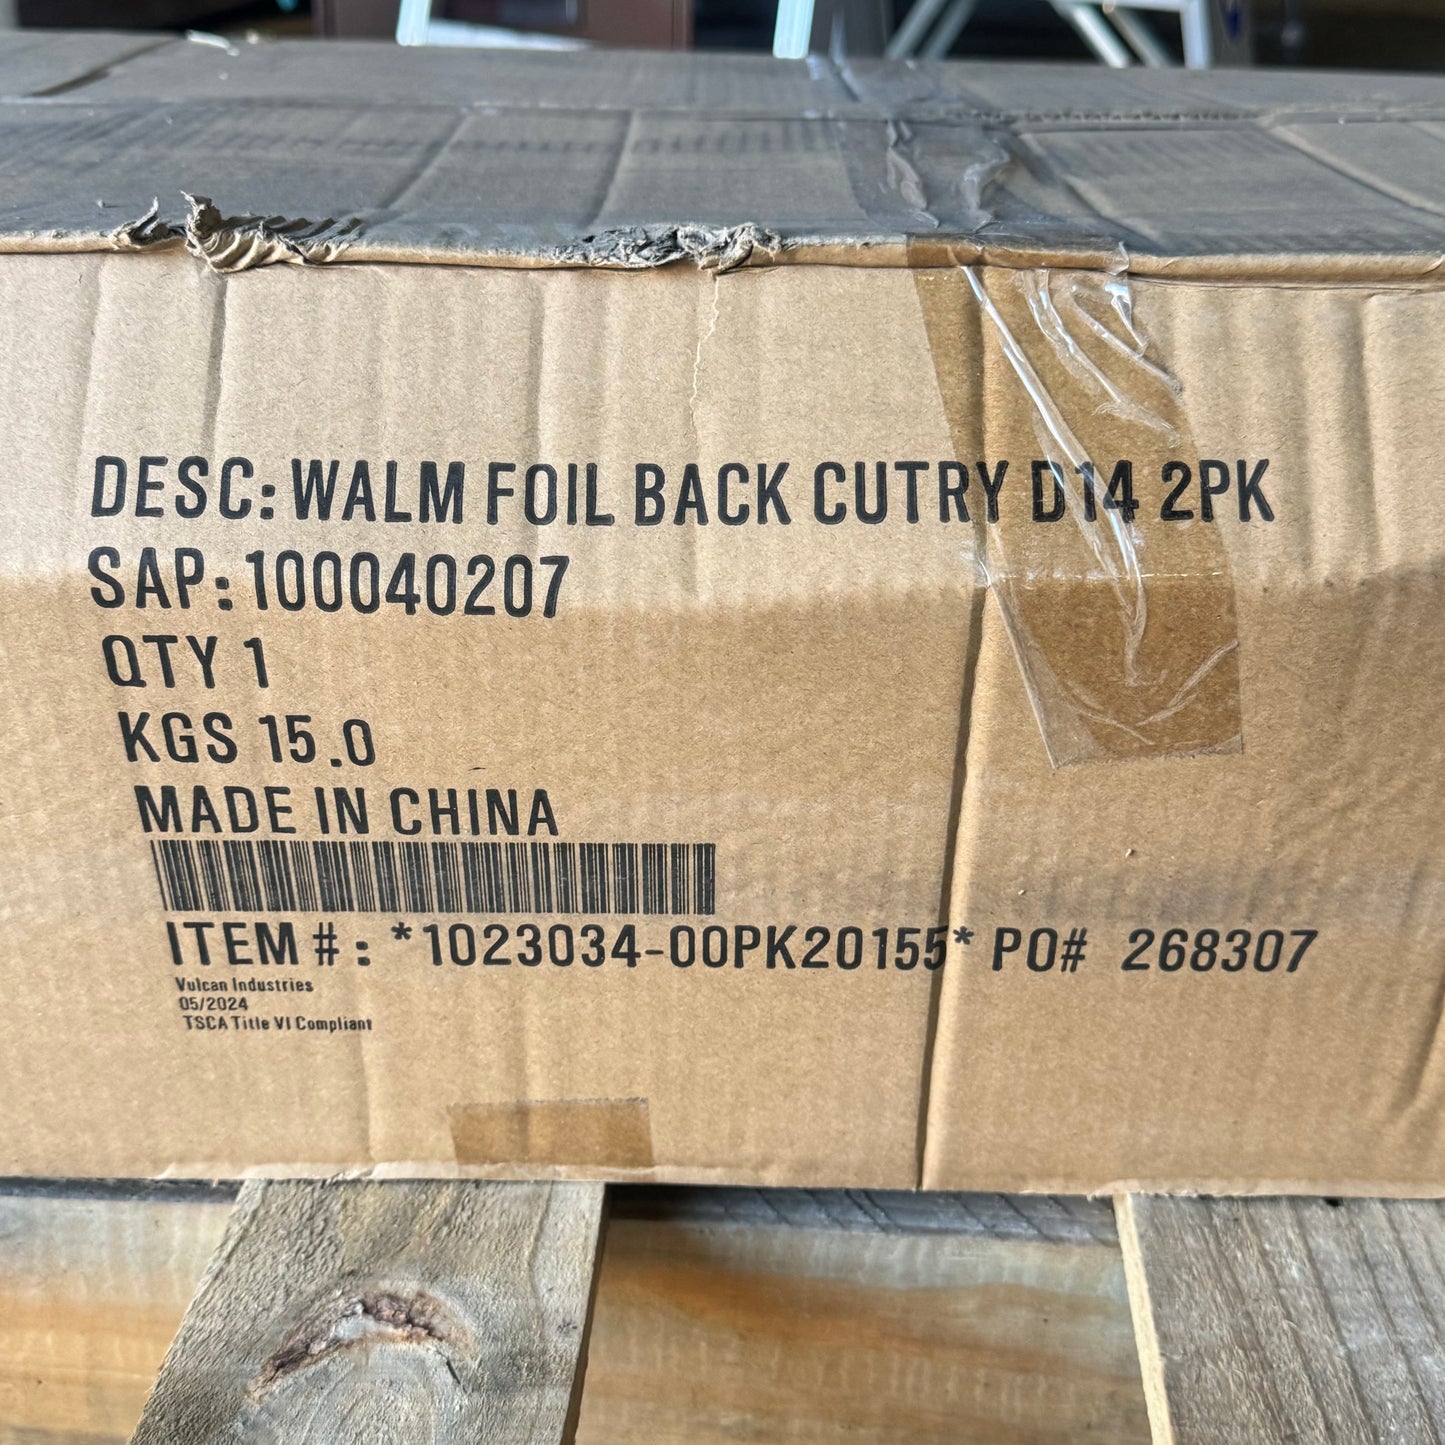 DESC:WALM FOIL BACK CUTRY D14 2PK
SAP:100040207
QTY 1
KGS 15.0
MADE IN CHINA
ITEM #: *1023034-00PK20155* PO# 268307
Vulcan Industries
05/2024
TSCA Title VI Compliant